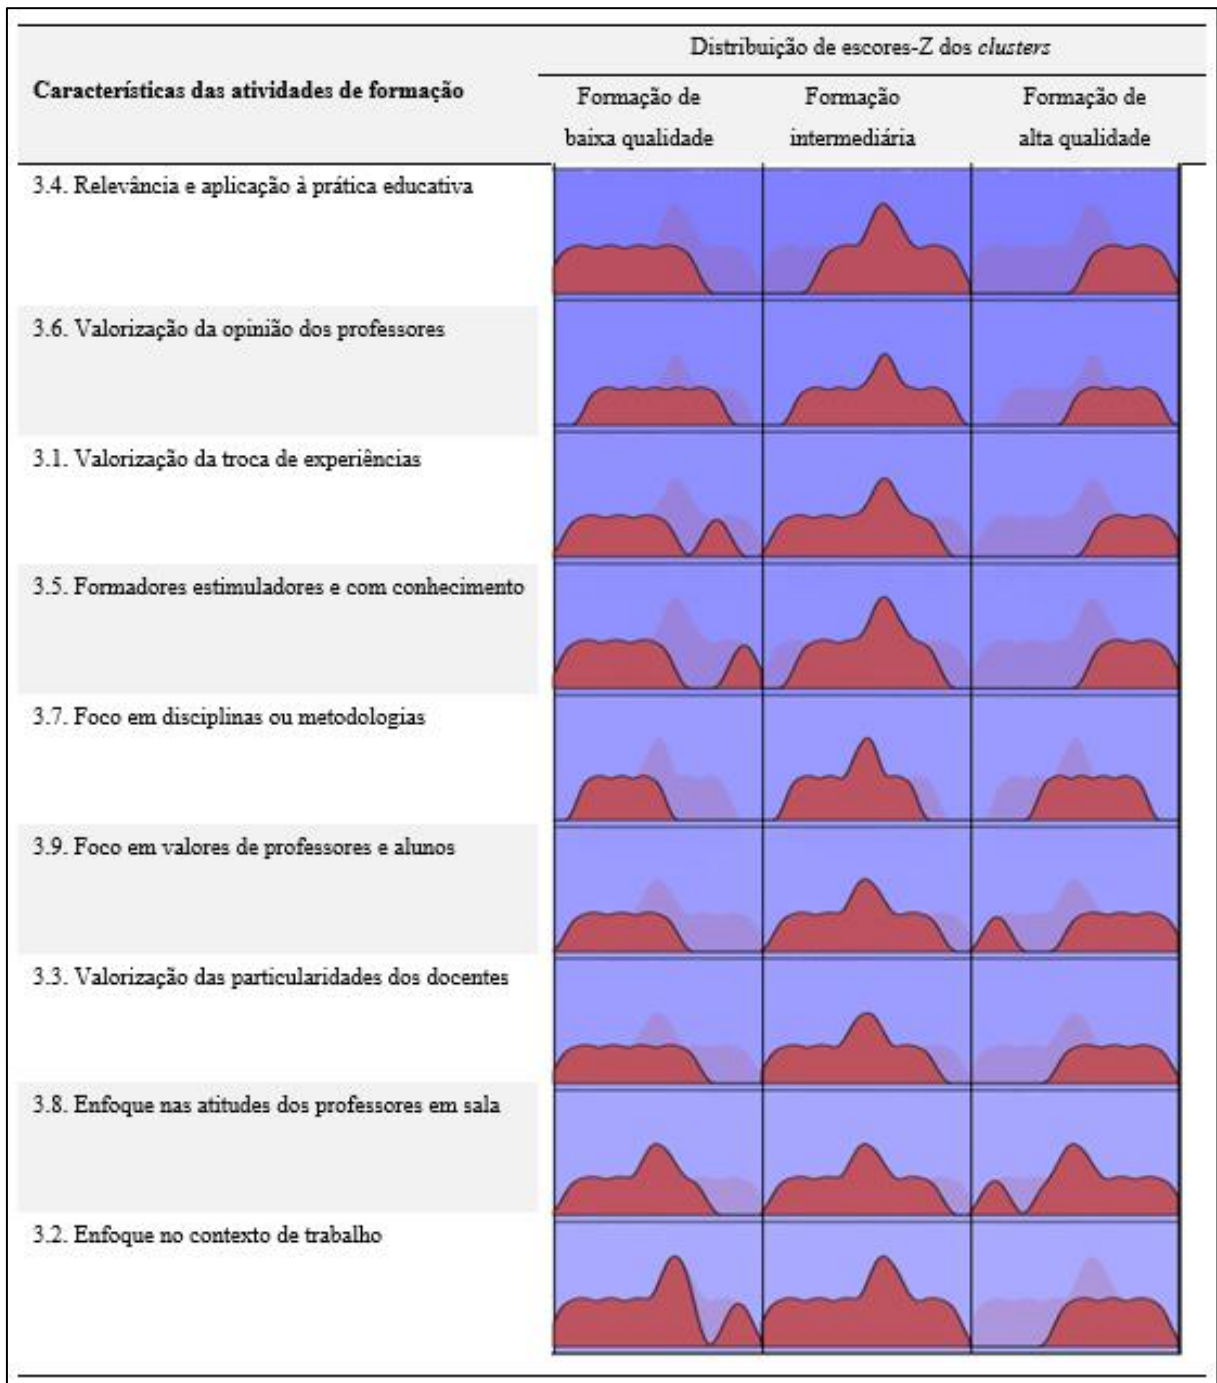 Distribuição de escores-Z dos clusters
Características das atividades de formação
Formação de baixa qualidade
Formação intermediária
Formação de alta qualidade
3.4. Relevância e aplicação à prática educativa
3.6. Valorização da opinião dos professores
3.1. Valorização da troca de experiências
3.5. Formadores estimuladores e com conhecimento
3.7. Foco em disciplinas ou metodologias
3.9. Foco em valores de professores e alunos
3.3. Valorização das particularidades dos docentes
3.8. Enfoque nas atitudes dos professores em sala
3.2. Enfoque no contexto de trabalho